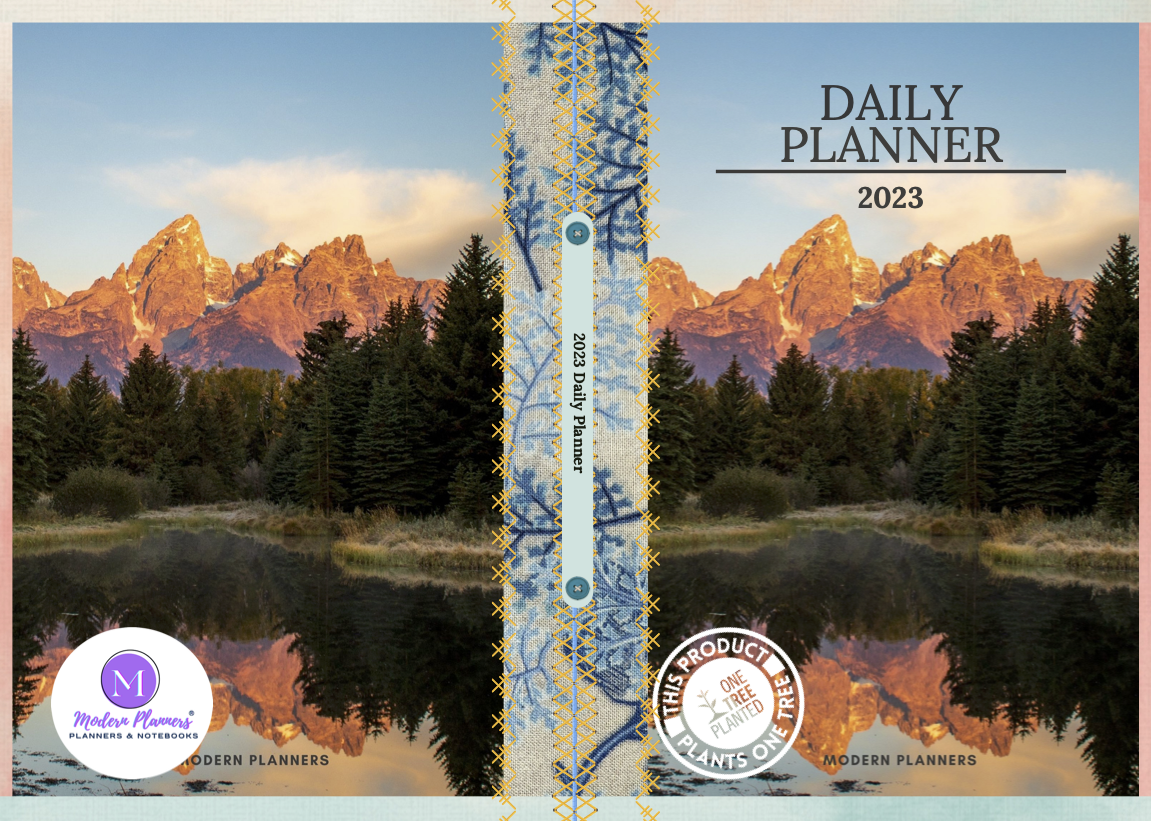 DAILY
PLANNER
2023
2023 Daily Planner
M
Modern Planners®
PLANNERS & NOTEBOOKS
MODERN PLANNERS
THIS PRODUCT
PLANTS ONE TREE
ONE
TREE
PLANTED
MODERN PLANNERS